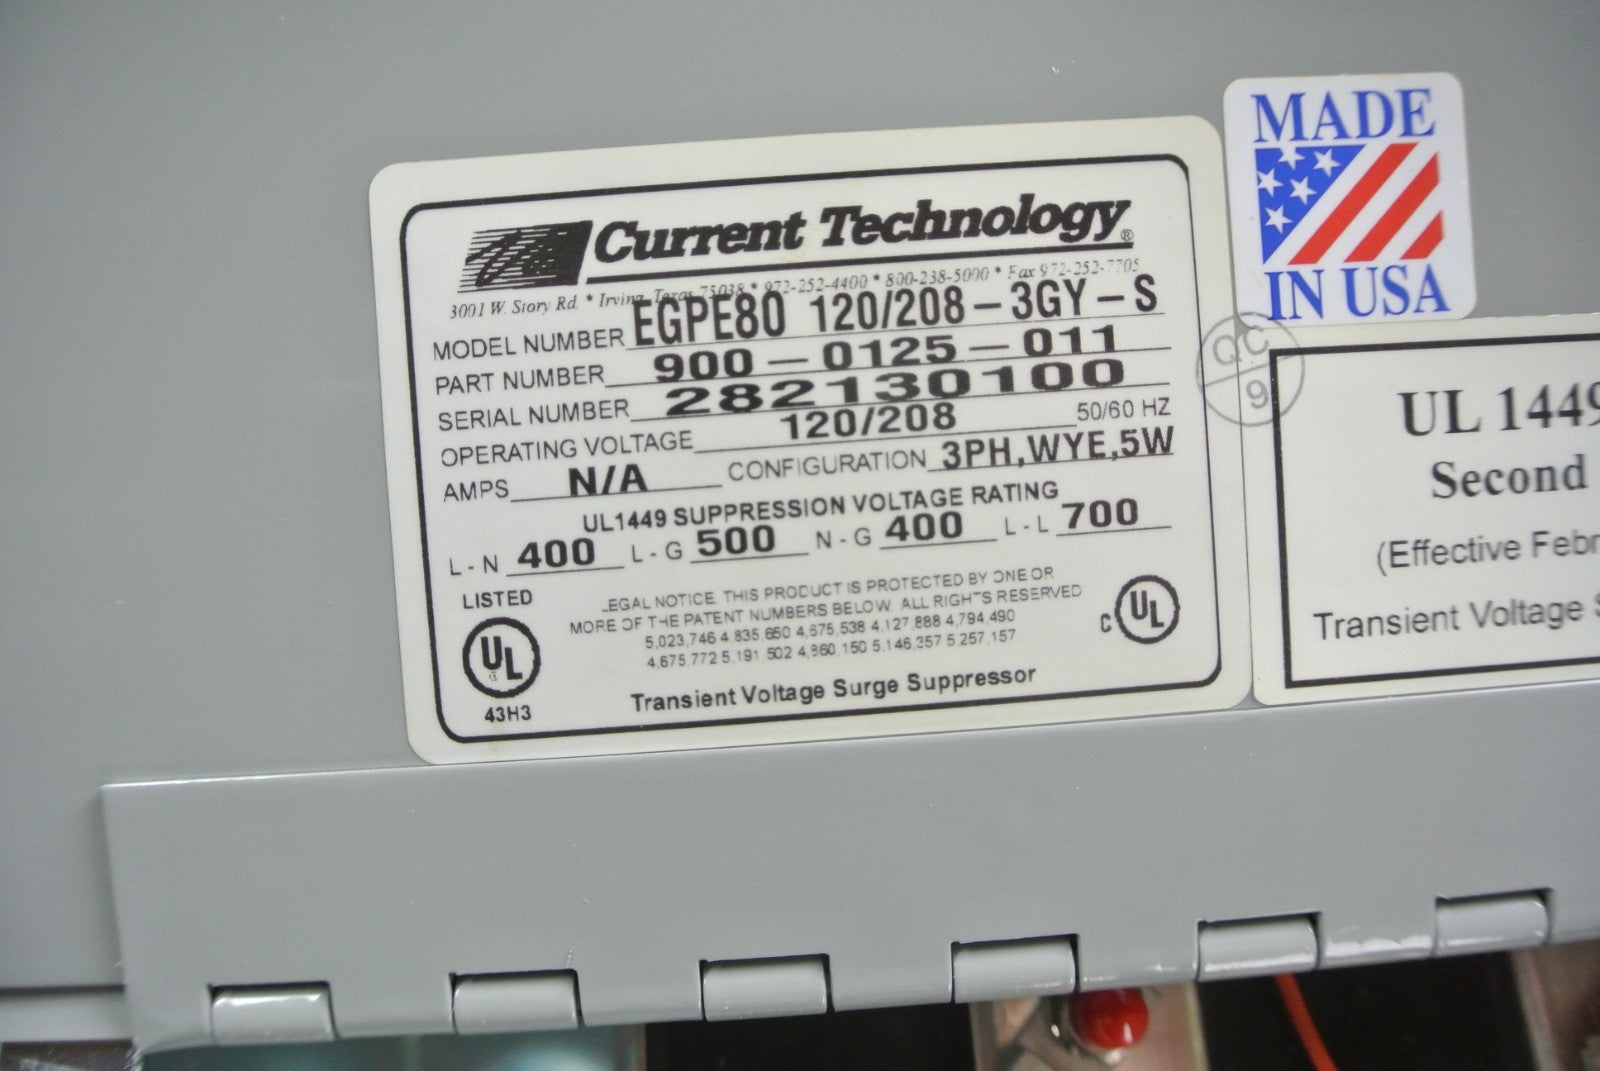 Current Technology®
3001 W. Story Rd. * Irving, Texas 75038 * 972-252-4400 * 800-238-5000 * Fax 972-252-7705
MODEL NUMBER EGPE80 120/208-3GY-S
PART NUMBER 900-0125-011
SERIAL NUMBER 282130100
OPERATING VOLTAGE 120/208 50/60 HZ
AMPS N/A CONFIGURATION 3PH,WYE,5W
UL1449 SUPPRESSION VOLTAGE RATING
L-N 400 L-G 500 N-G 400 L-L 700
LISTED
UL
43H3
LEGAL NOTICE. THIS PRODUCT IS PROTECTED BY ONE OR
MORE OF THE PATENT NUMBERS BELOW. ALL RIGHTS RESERVED
5,023,746 4,835,650 4,675,538 4,127,888 4,794,490
4,675,772 5,191,502 4,860,150 5,146,357 5,257,157
c UL
Transient Voltage Surge Suppressor
MADE
IN USA
QC
9
UL 1449
Second
(Effective Febr
Transient Voltage S